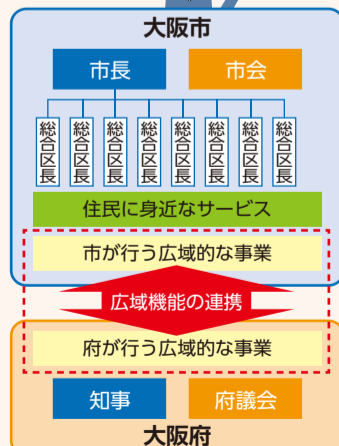 大阪市
市長 市会
総合区長 総合区長 総合区長 総合区長 総合区長 総合区長 総合区長 総合区長
住民に身近なサービス
市が行う広域的な事業
広域機能の連携
府が行う広域的な事業
知事 府議会
大阪府